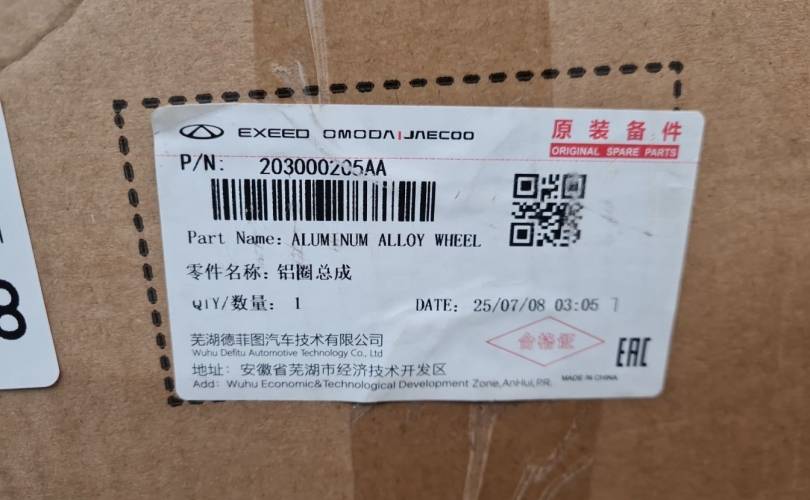 EXEED OMODA|JAECOO
原装备件
ORIGINAL SPARE PARTS
P/N: 203000205AA
Part Name: ALUMINUM ALLOY WHEEL
零件名称: 铝圈总成
QTY/数量: 1
DATE: 25/07/08 03:05
合格证
芜湖德菲图汽车技术有限公司
Wuhu Defitu Automotive Technology Co., Ltd
EAC
地址: 安徽省芜湖市经济技术开发区
MADE IN CHINA
Add: Wuhu Economic&Technological Development Zone,AnHui,P.R.
8